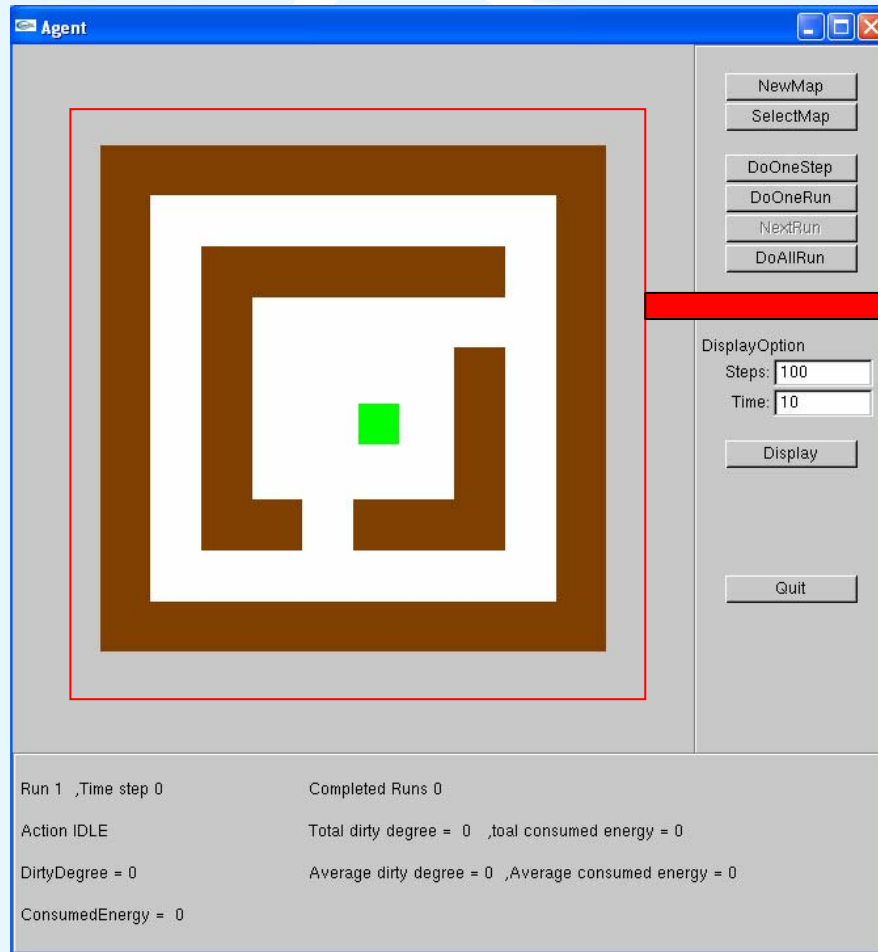 Agent
NewMap
SelectMap
DoOneStep
DoOneRun
NextRun
DoAllRun
DisplayOption
Steps: 100
Time: 10
Display
Quit
Run 1 ,Time step 0 Completed Runs 0
Action IDLE Total dirty degree = 0 ,toal consumed energy = 0
DirtyDegree = 0 Average dirty degree = 0 ,Average consumed energy = 0
ConsumedEnergy = 0